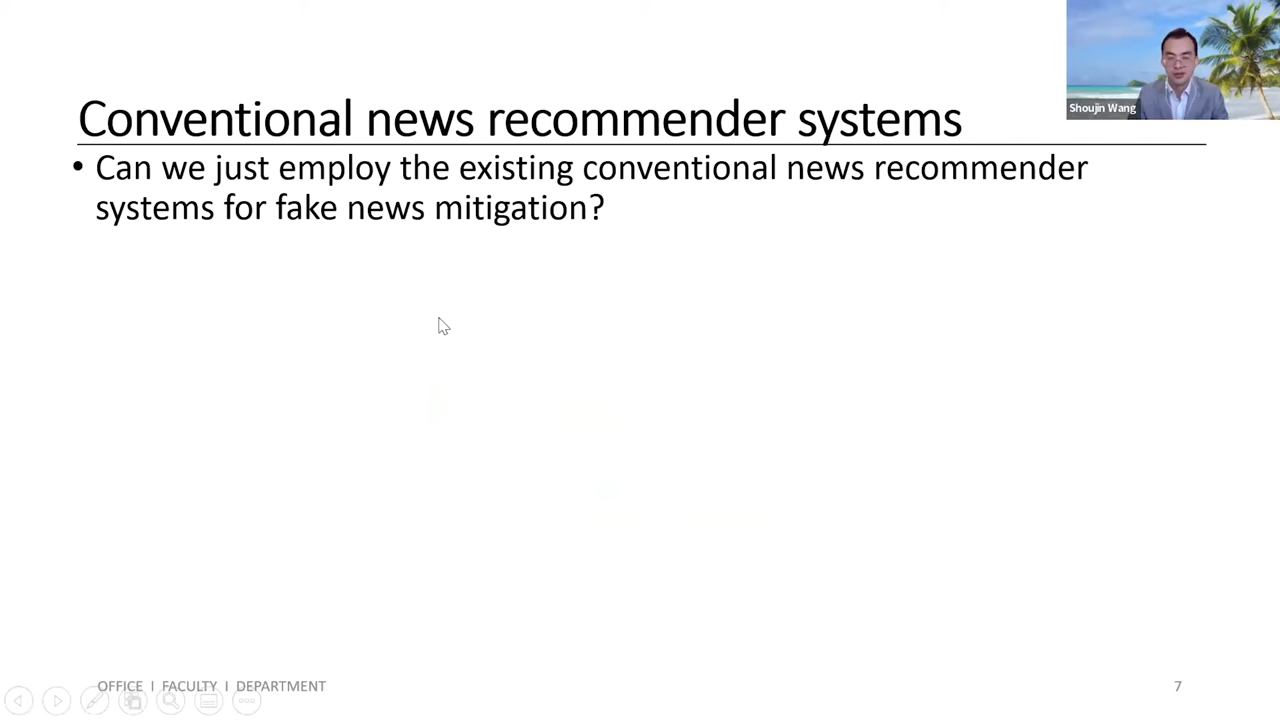 Shoujin Wang
Conventional news recommender systems
• Can we just employ the existing conventional news recommender
systems for fake news mitigation?
OFFICE I FACULTY I DEPARTMENT
7